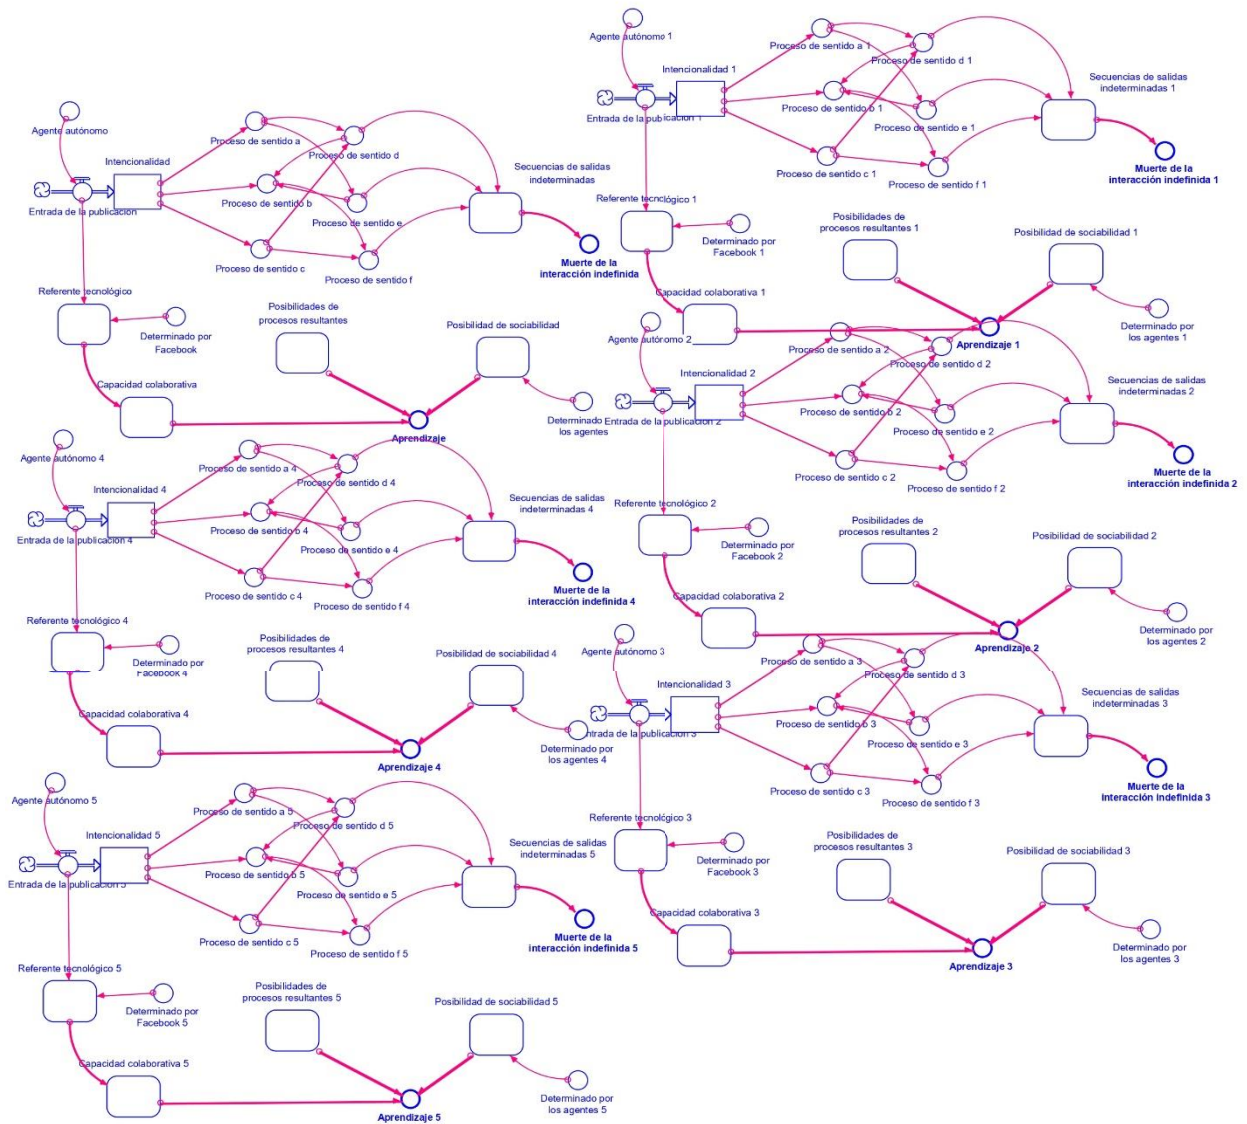 Agente autónomo
Intencionalidad
Entrada de la publicación
Proceso de sentido a
Proceso de sentido d
Proceso de sentido b
Proceso de sentido e
Proceso de sentido c
Proceso de sentido f
Secuencias de salidas
indeterminadas
Muerte de la
interacción indefinida
Referente tecnológico
Determinado por
Facebook
Capacidad colaborativa
Posibilidades de
procesos resultantes
Posibilidad de sociabilidad
Determinado
los agentes
Aprendizaje
Agente autónomo 1
Intencionalidad 1
Entrada de la publicación 1
Proceso de sentido a 1
Proceso de sentido d 1
Proceso de sentido b 1
Proceso de sentido e 1
Proceso de sentido c 1
Proceso de sentido f 1
Secuencias de salidas
indeterminadas 1
Muerte de la
interacción indefinida 1
Referente tecnológico 1
Determinado por
Facebook 1
Capacidad colaborativa 1
Posibilidades de
procesos resultantes 1
Posibilidad de sociabilidad 1
Determinado por
los agentes 1
Aprendizaje 1
Agente autónomo 2
Intencionalidad 2
Entrada de la publicación 2
Proceso de sentido a 2
Proceso de sentido d 2
Proceso de sentido b 2
Proceso de sentido e 2
Proceso de sentido c 2
Proceso de sentido f 2
Secuencias de salidas
indeterminadas 2
Muerte de la
interacción indefinida 2
Referente tecnológico 2
Determinado por
Facebook 2
Capacidad colaborativa 2
Posibilidades de
procesos resultantes 2
Posibilidad de sociabilidad 2
Determinado por
los agentes 2
Aprendizaje 2
Agente autónomo 4
Intencionalidad 4
Entrada de la publicación 4
Proceso de sentido a 4
Proceso de sentido d 4
Proceso de sentido b 4
Proceso de sentido e 4
Proceso de sentido c 4
Proceso de sentido f 4
Secuencias de salidas
indeterminadas 4
Muerte de la
interacción indefinida 4
Referente tecnológico 4
Determinado por
Facebook 4
Capacidad colaborativa 4
Posibilidades de
procesos resultantes 4
Posibilidad de sociabilidad 4
Determinado por
los agentes 4
Aprendizaje 4
Agente autónomo 3
Intencionalidad 3
Entrada de la publicación 3
Proceso de sentido a 3
Proceso de sentido d 3
Proceso de sentido b 3
Proceso de sentido e 3
Proceso de sentido c 3
Proceso de sentido f 3
Secuencias de salidas
indeterminadas 3
Muerte de la
interacción indefinida 3
Referente tecnológico 3
Determinado por
Facebook 3
Capacidad colaborativa 3
Posibilidades de
procesos resultantes 3
Posibilidad de sociabilidad 3
Determinado por
los agentes 3
Aprendizaje 3
Agente autónomo 5
Intencionalidad 5
Entrada de la publicación 5
Proceso de sentido a 5
Proceso de sentido d 5
Proceso de sentido b 5
Proceso de sentido e 5
Proceso de sentido c 5
Proceso de sentido f 5
Secuencias de salidas
indeterminadas 5
Muerte de la
interacción indefinida 5
Referente tecnológico 5
Determinado por
Facebook 5
Capacidad colaborativa 5
Posibilidades de
procesos resultantes 5
Posibilidad de sociabilidad 5
Determinado por
los agentes 5
Aprendizaje 5